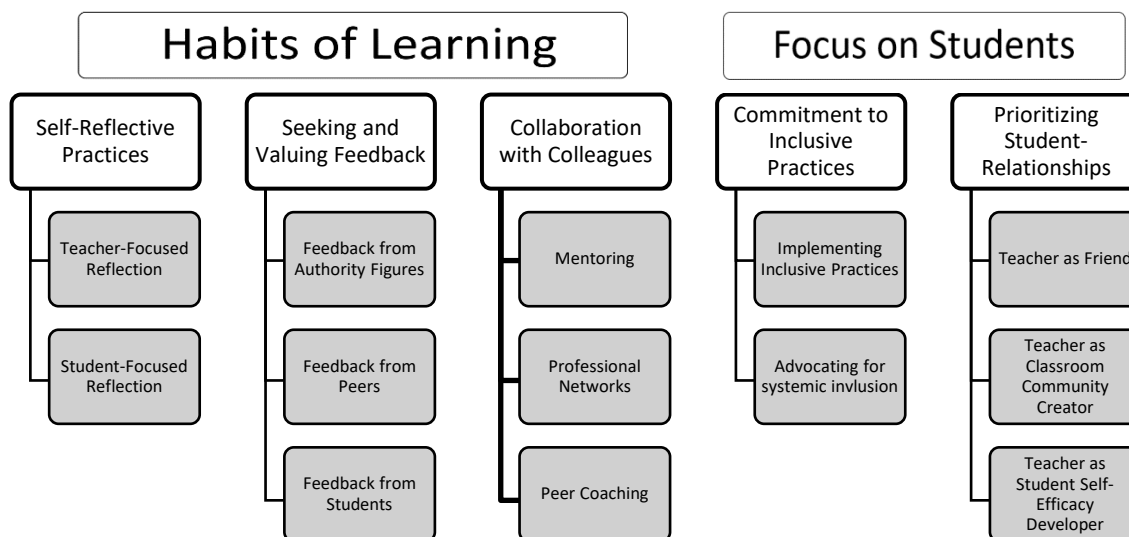 Habits of Learning
Focus on Students
Self-Reflective
Practices
Teacher-Focused
Reflection
Student-Focused
Reflection
Seeking and
Valuing Feedback
Feedback from
Authority Figures
Feedback from
Peers
Feedback from
Students
Collaboration
with Colleagues
Mentoring
Professional
Networks
Peer Coaching
Commitment to
Inclusive
Practices
Implementing
Inclusive Practices
Advocating for
systemic invlusion
Prioritizing
Student-
Relationships
Teacher as Friend
Teacher as
Classroom
Community
Creator
Teacher as
Student Self-
Efficacy
Developer